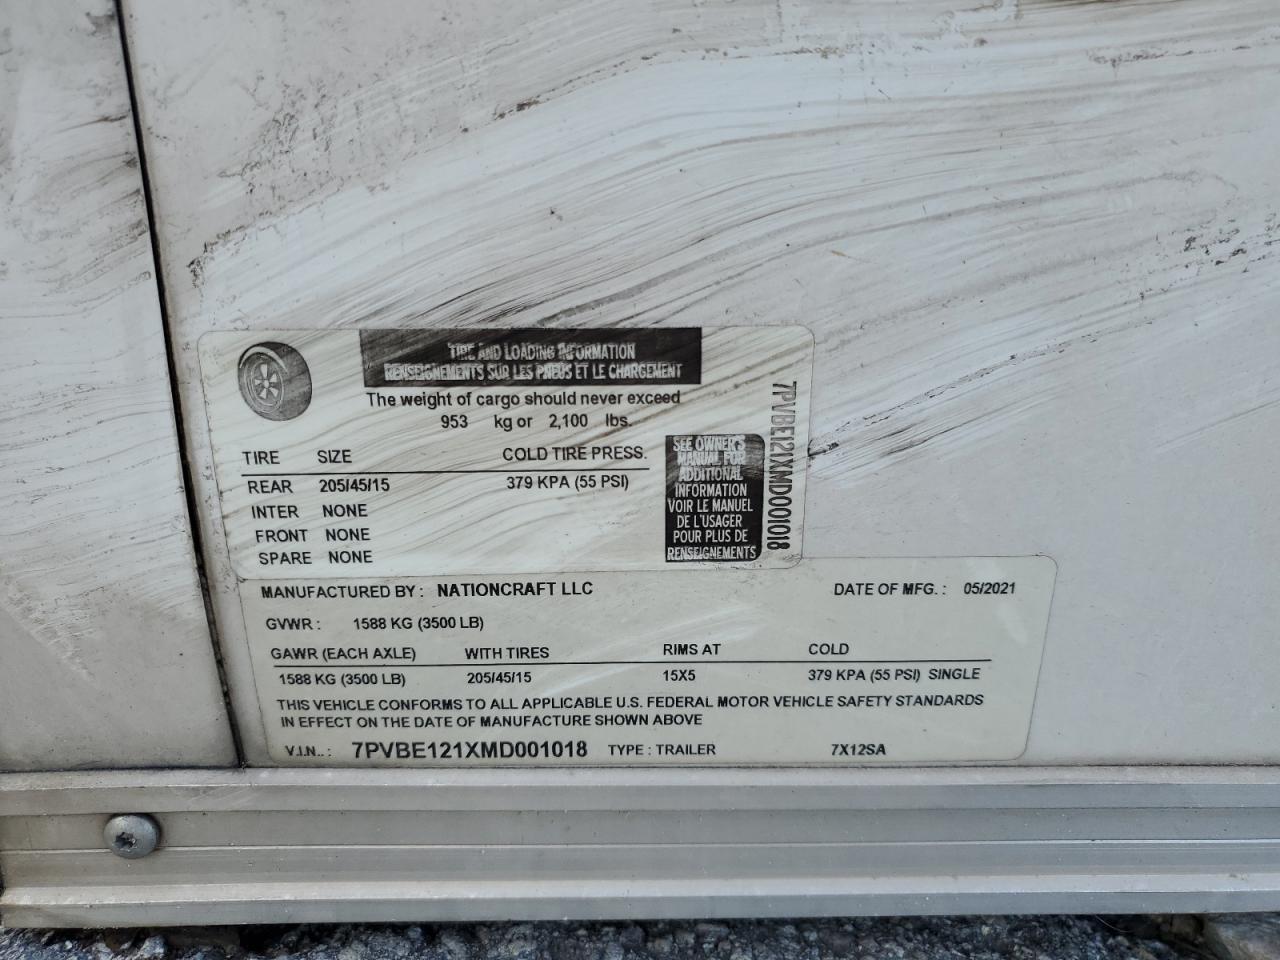 TIRE AND LOADING INFORMATION
RENSEIGNEMENTS SUR LES PNEUS ET LE CHARGEMENT
The weight of cargo should never exceed
953 kg or 2,100 lbs.
TIRE SIZE COLD TIRE PRESS.
REAR 205/45/15 379 KPA (55 PSI)
INTER NONE
FRONT NONE
SPARE NONE
SEE OWNER'S
MANUAL FOR
ADDITIONAL
INFORMATION
VOIR LE MANUEL
DE L'USAGER
POUR PLUS DE
RENSEIGNEMENTS
7PVBE121XMD001018
MANUFACTURED BY : NATIONCRAFT LLC DATE OF MFG. : 05/2021
GVWR : 1588 KG (3500 LB)
GAWR (EACH AXLE) WITH TIRES RIMS AT COLD
1588 KG (3500 LB) 205/45/15 15X5 379 KPA (55 PSI) SINGLE
THIS VEHICLE CONFORMS TO ALL APPLICABLE U.S. FEDERAL MOTOR VEHICLE SAFETY STANDARDS
IN EFFECT ON THE DATE OF MANUFACTURE SHOWN ABOVE
V.I.N.. : 7PVBE121XMD001018 TYPE : TRAILER 7X12SA